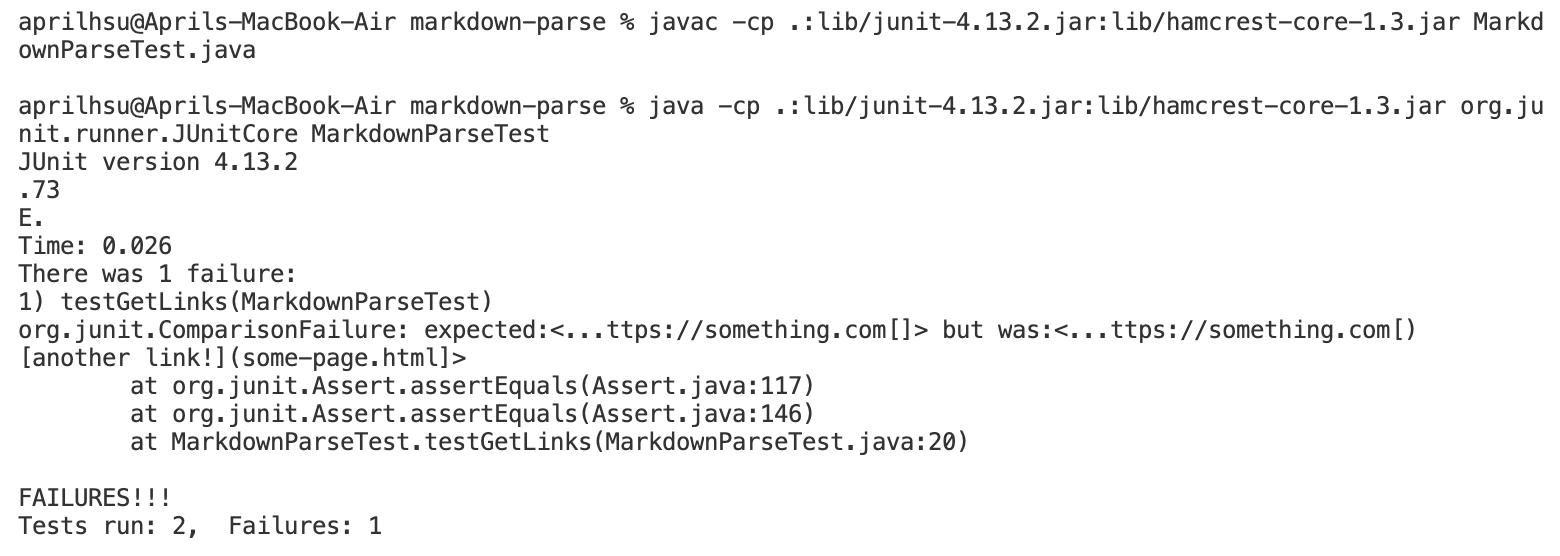 aprilhsu@Aprils-MacBook-Air markdown-parse % javac -cp .:lib/junit-4.13.2.jar:lib/hamcrest-core-1.3.jar Markd
ownParseTest.java
aprilhsu@Aprils-MacBook-Air markdown-parse % java -cp .:lib/junit-4.13.2.jar:lib/hamcrest-core-1.3.jar org.ju
nit.runner.JUnitCore MarkdownParseTest
JUnit version 4.13.2
.73
E.
Time: 0.026
There was 1 failure:
1) testGetLinks(MarkdownParseTest)
org.junit.ComparisonFailure: expected:<...ttps://something.com[]> but was:<...ttps://something.com[)
[another link!](some-page.html]>
        at org.junit.Assert.assertEquals(Assert.java:117)
        at org.junit.Assert.assertEquals(Assert.java:146)
        at MarkdownParseTest.testGetLinks(MarkdownParseTest.java:20)
FAILURES!!!
Tests run: 2,  Failures: 1